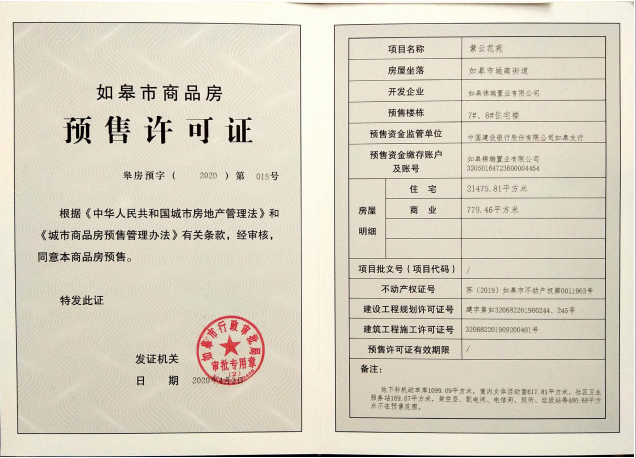 如皋市商品房
预售许可证
皋房预字（ 2020 ）第 015号
根据《中华人民共和国城市房地产管理法》和
《城市商品房预售管理办法》有关条款，经审核，
同意本商品房预售。
特发此证
发证机关
日 期
如皋市行政审批局
审批专用章
（2）
项目名称 紫云花苑
房屋坐落 如皋市城南街道
开发企业 如皋锦瑞置业有限公司
预售楼栋 7#、8#住宅楼
预售资金监管单位 中国建设银行股份有限公司如皋支行
预售资金缴存账户
及账号
如皋锦瑞置业有限公司
32050164723600004454
房屋
明细
住 宅 21475.81平方米
商 业 779.46平方米
项目批文号（项目代码） /
不动产权证号 苏（2019）如皋市不动产权第0011963号
建设工程规划许可证号 建字第如320682201900244、245号
建筑工程施工许可证号 320682201909200401号
预售许可证有效期限 /
备注：
地下非机动车库1099.09平方米，室内文体活动室617.81平方米，社区卫生
服务站169.67平方米，架空层、配电间、电信间、厕所、垃圾站等486.68平方
米不在预售范围。